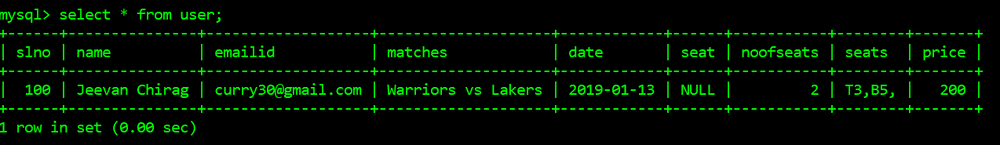 mysql> select * from user;
+------+---------------+-------------------+-------------------+------------+------+-----------+--------+-------+
| slno | name          | emailid           | matches           | date       | seat | noofseats | seats  | price |
+------+---------------+-------------------+-------------------+------------+------+-----------+--------+-------+
|  100 | Jeevan Chirag | curry30@gmail.com | Warriors vs Lakers | 2019-01-13 | NULL |         2 | T3,B5, |   200 |
+------+---------------+-------------------+-------------------+------------+------+-----------+--------+-------+
1 row in set (0.00 sec)